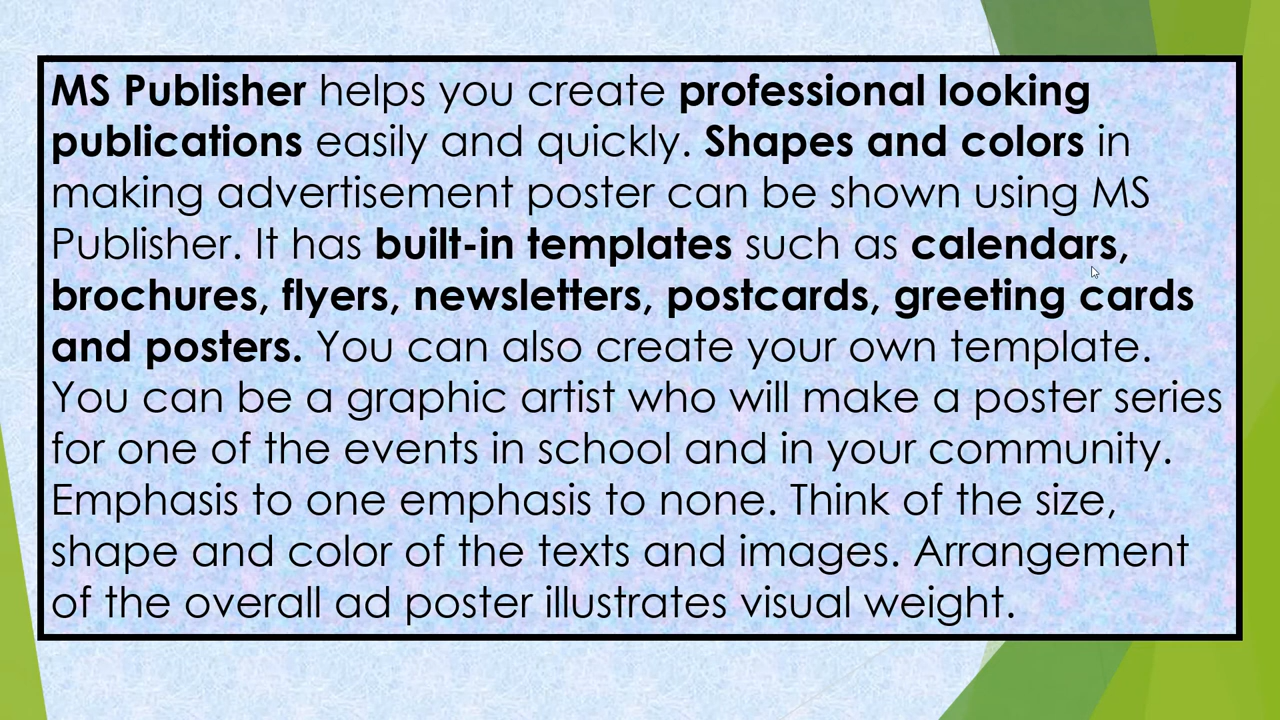 MS Publisher helps you create professional looking
publications easily and quickly. Shapes and colors in
making advertisement poster can be shown using MS
Publisher. It has built-in templates such as calendars,
brochures, flyers, newsletters, postcards, greeting cards
and posters. You can also create your own template.
You can be a graphic artist who will make a poster series
for one of the events in school and in your community.
Emphasis to one emphasis to none. Think of the size,
shape and color of the texts and images. Arrangement
of the overall ad poster illustrates visual weight.